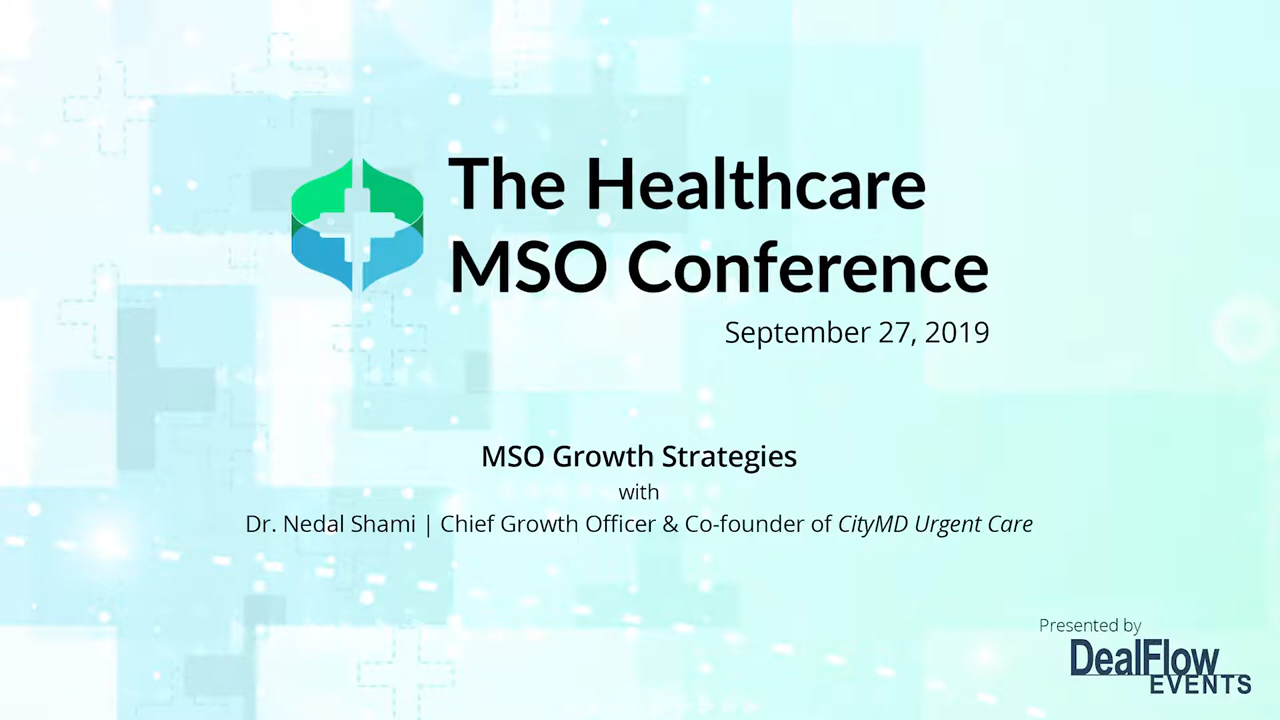 The Healthcare
MSO Conference
September 27, 2019
MSO Growth Strategies
with
Dr. Nedal Shami | Chief Growth Officer & Co-founder of CityMD Urgent Care
Presented by
DealFlow
EVENTS